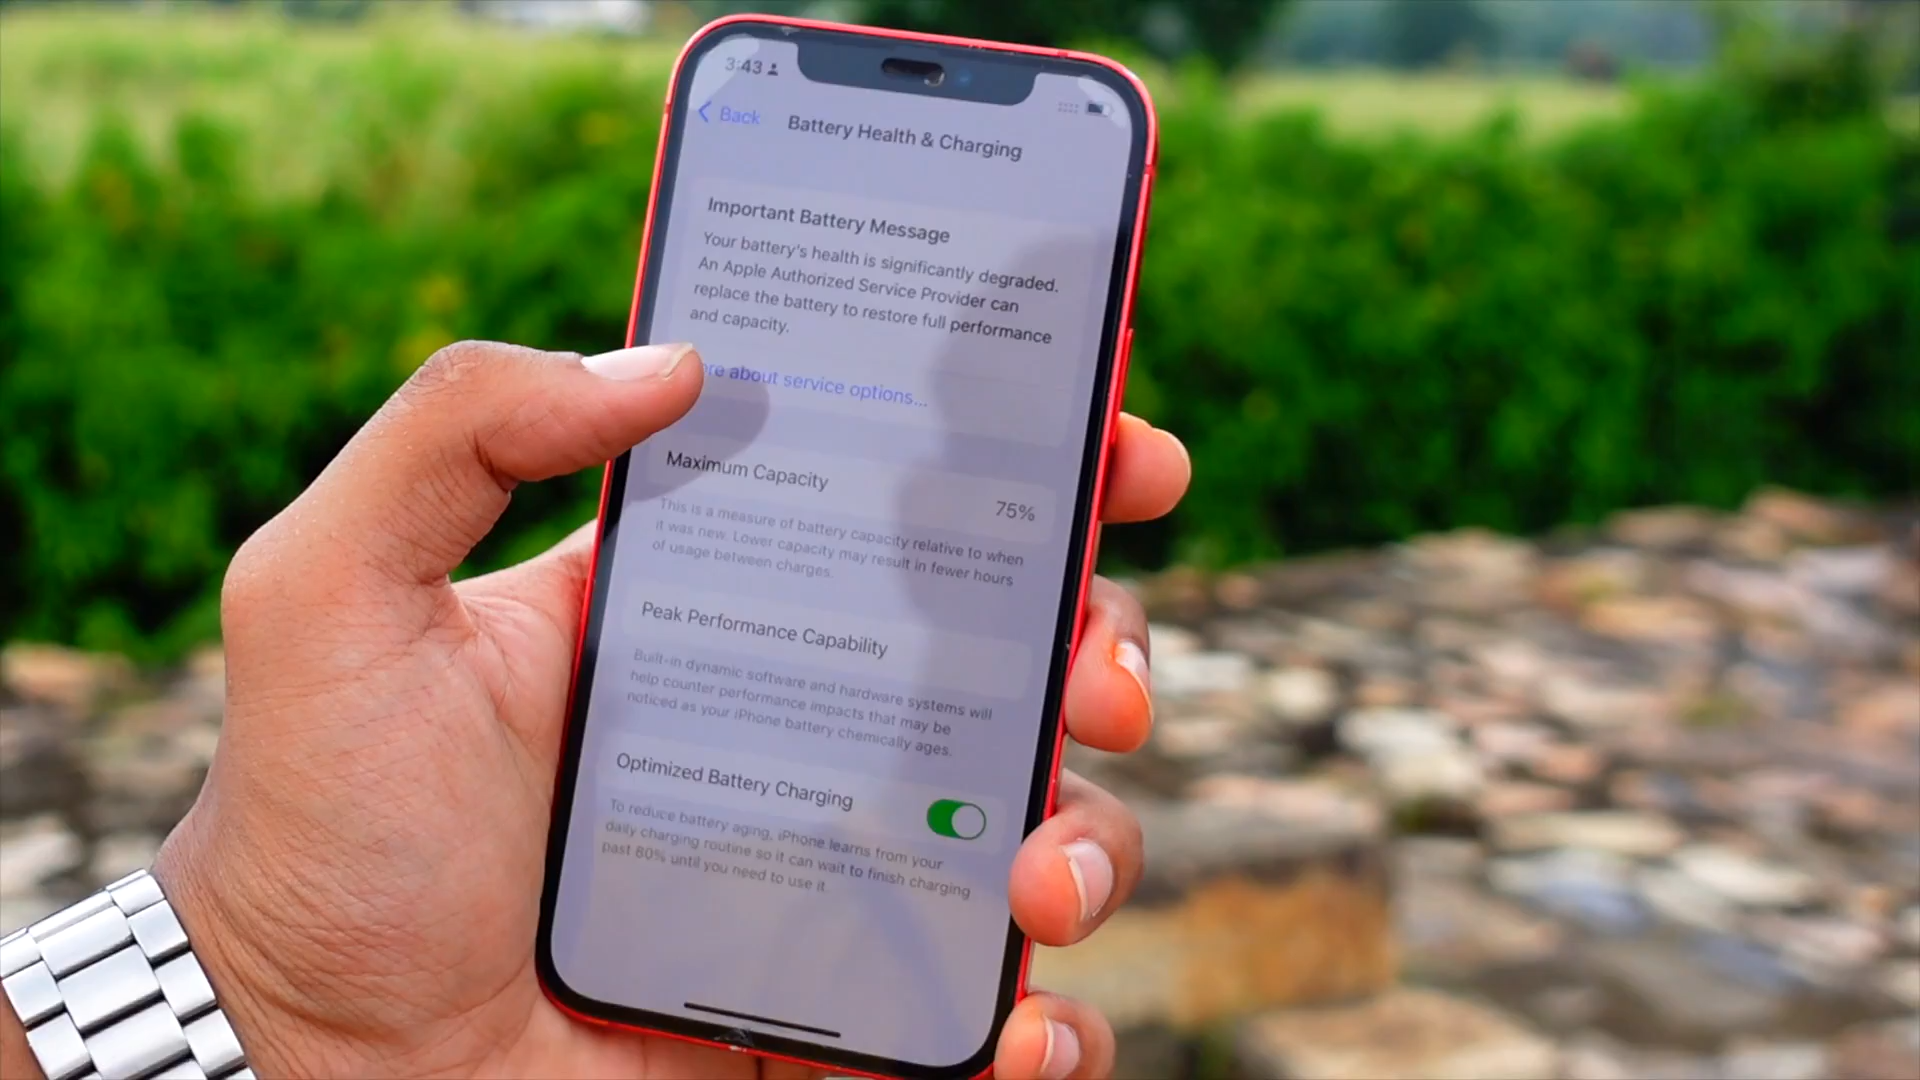 3:43
Back
Battery Health & Charging
Important Battery Message
Your battery's health is significantly degraded.
An Apple Authorized Service Provider can
replace the battery to restore full performance
and capacity.
about service options...
Maximum Capacity
75%
This is a measure of battery capacity relative to when
it was new. Lower capacity may result in fewer hours
of usage between charges.
Peak Performance Capability
Built-in dynamic software and hardware systems will
help counter performance impacts that may be
noticed as your iPhone battery chemically ages.
Optimized Battery Charging
To reduce battery aging, iPhone learns from your
daily charging routine so it can wait to finish charging
past 80% until you need to use it.